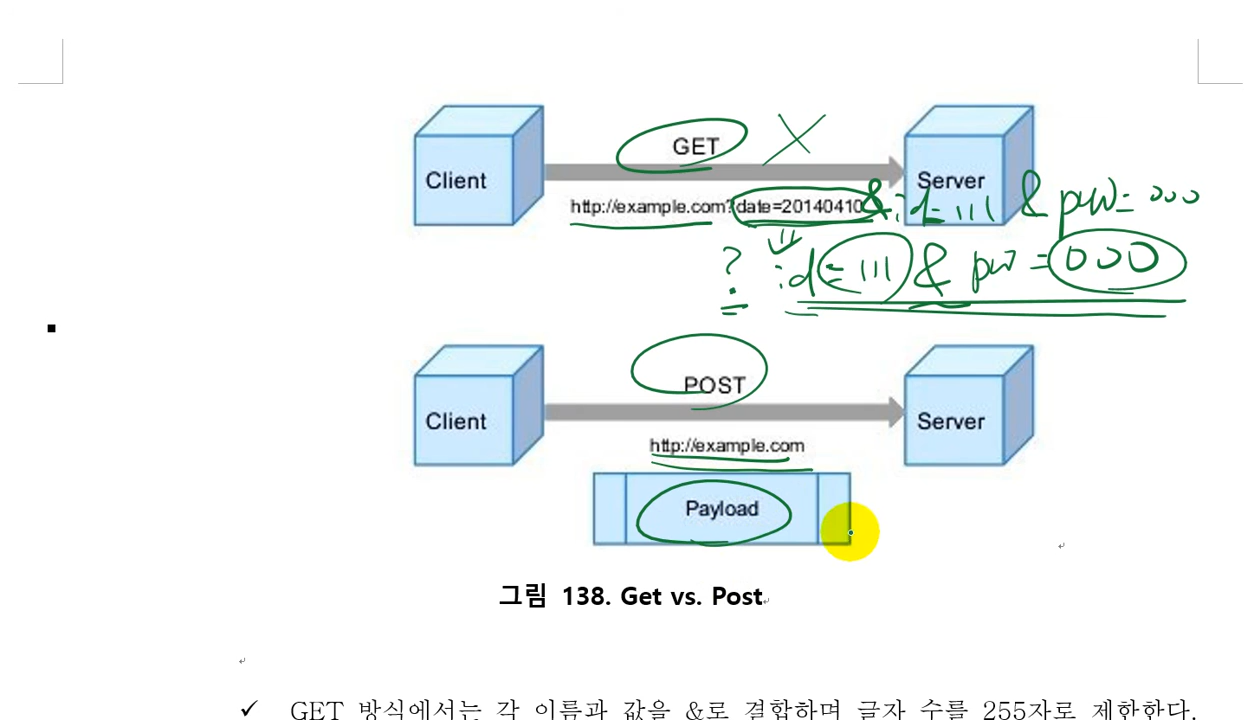 GET
Client
Server
http://example.com?date=20140410 &id=111 & pw=000
? id=111 & pw=000
POST
Client
Server
http://example.com
Payload
그림 138. Get vs. Post
✓ GET 방식에서는 각 이름과 값을 &로 결합하며 글자 수를 255자로 제한한다.